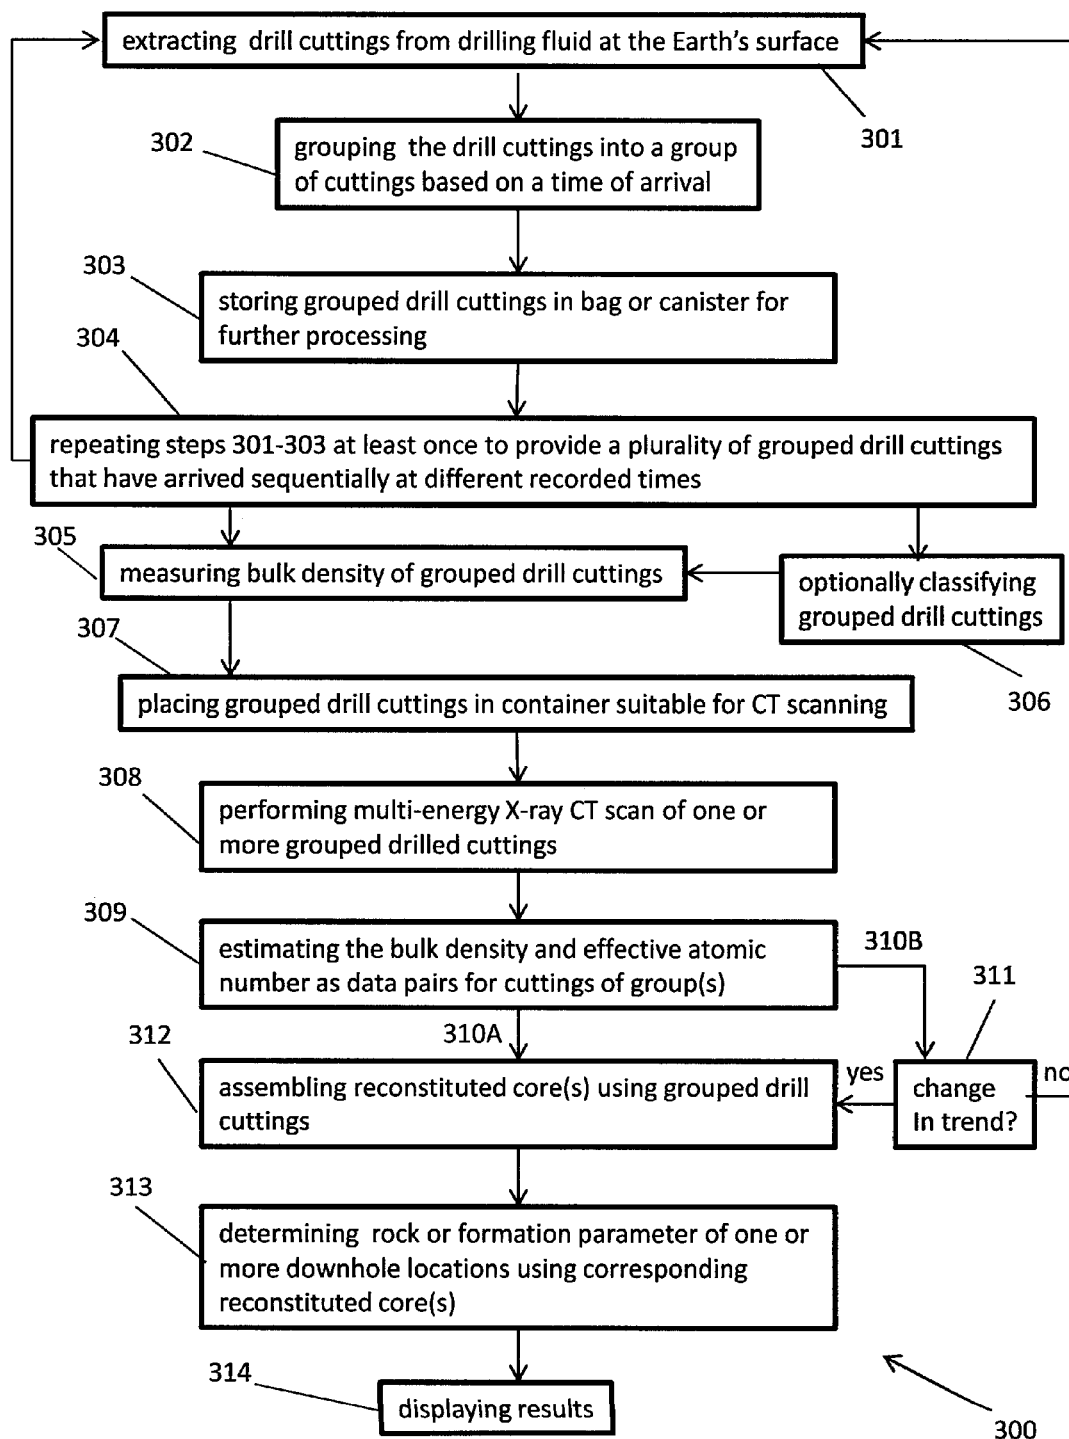 extracting drill cuttings from drilling fluid at the Earth's surface
301
302
grouping the drill cuttings into a group
of cuttings based on a time of arrival
303
storing grouped drill cuttings in bag or canister for
further processing
304
repeating steps 301-303 at least once to provide a plurality of grouped drill cuttings
that have arrived sequentially at different recorded times
305
measuring bulk density of grouped drill cuttings
optionally classifying
grouped drill cuttings
306
307
placing grouped drill cuttings in container suitable for CT scanning
308
performing multi-energy X-ray CT scan of one or
more grouped drilled cuttings
309
estimating the bulk density and effective atomic
number as data pairs for cuttings of group(s)
310B
311
310A
312
assembling reconstituted core(s) using grouped drill
cuttings
yes
change
In trend?
no
313
determining rock or formation parameter of one or
more downhole locations using corresponding
reconstituted core(s)
314
displaying results
300